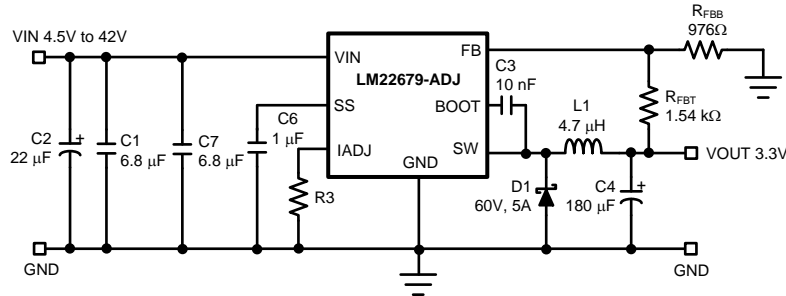 VIN 4.5V to 42V
RFBB
976Ω
VIN
FB
LM22679-ADJ
C3
10 nF
SS
BOOT
C6
1 μF
L1
4.7 μH
RFBT
1.54 kΩ
C2
22 μF
+
C1
6.8 μF
C7
6.8 μF
IADJ
GND
SW
VOUT 3.3V
R3
D1
60V, 5A
C4
180 μF
+
GND
GND